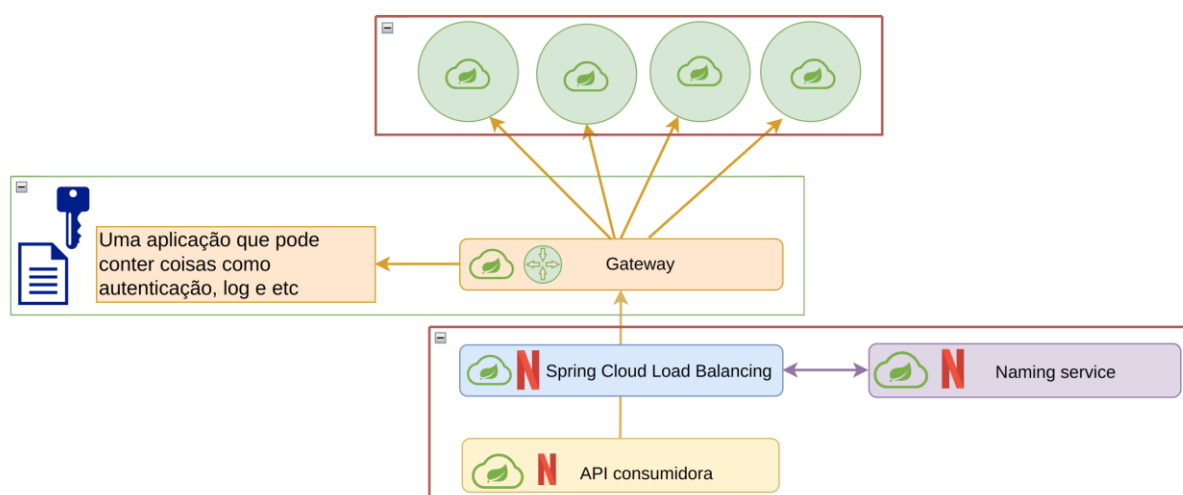 Uma aplicação que pode
conter coisas como
autenticação, log e etc
Gateway
Spring Cloud Load Balancing
Naming service
API consumidora